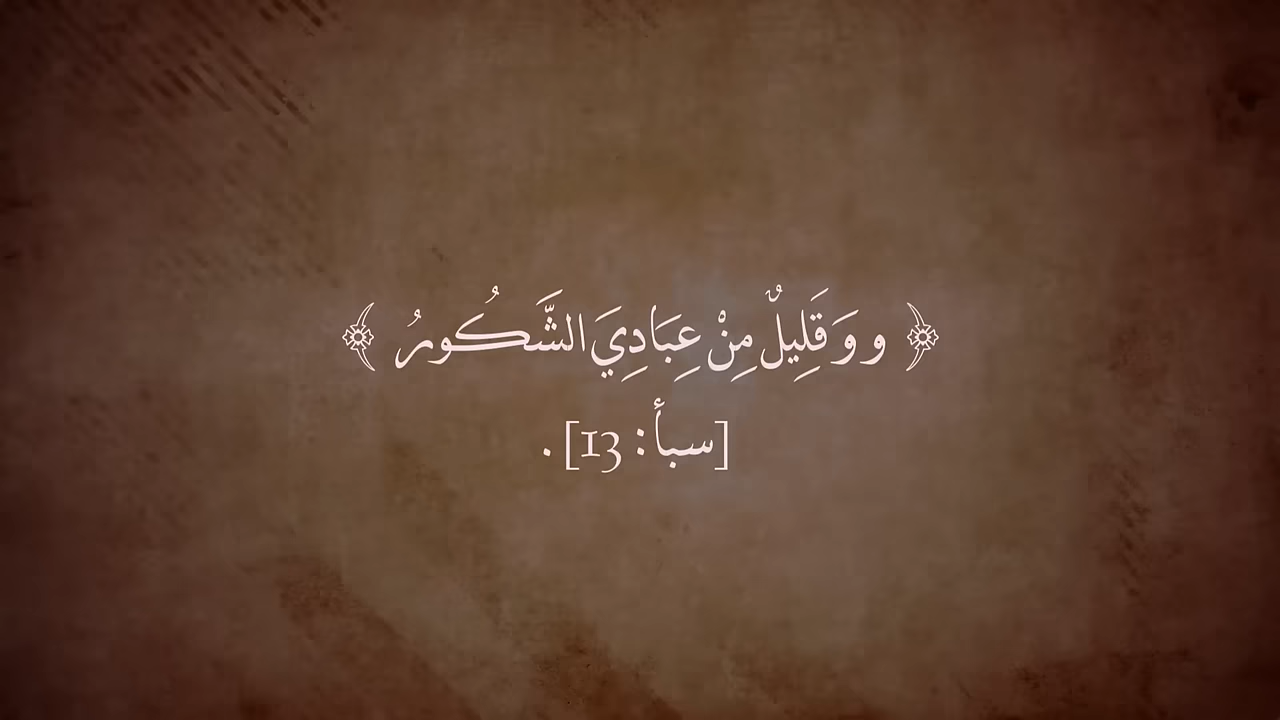 ﴿ و وَقَلِيلٌ مِنْ عِبَادِيَ الشَّكُورُ ﴾
[سبأ: 13] .